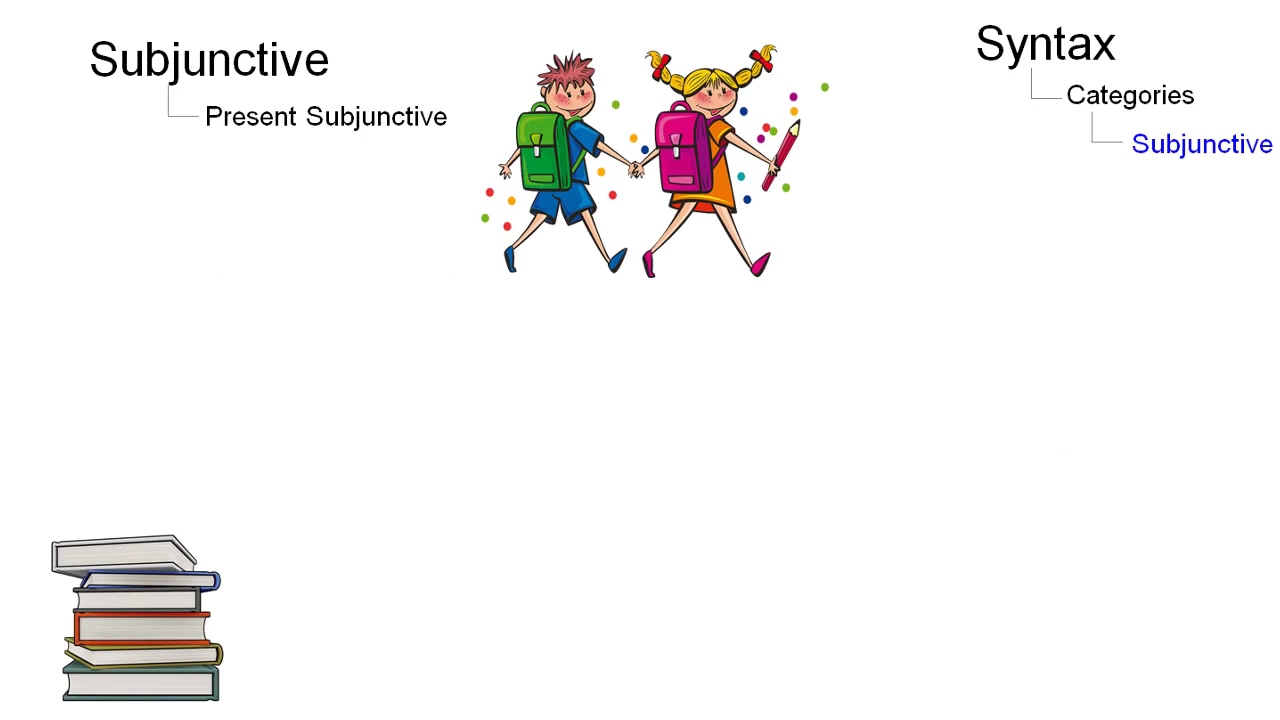 Subjunctive
Present Subjunctive
Syntax
Categories
Subjunctive